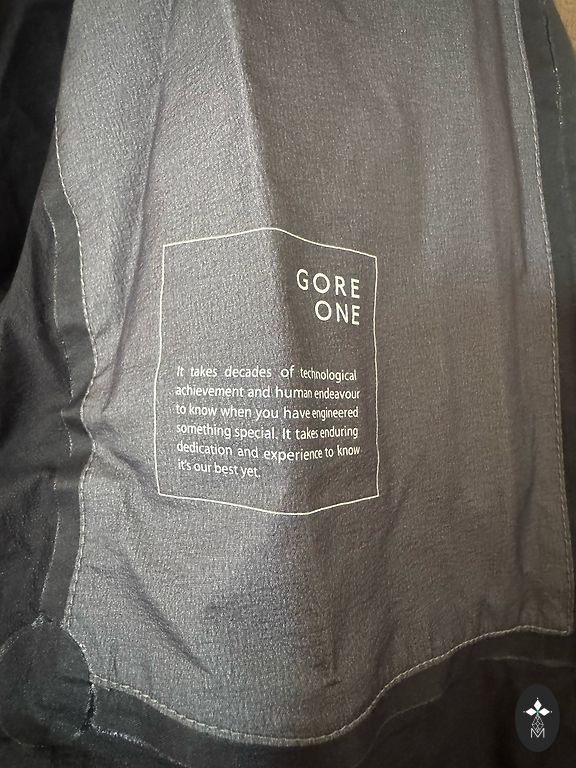 GORE
ONE
It takes decades of technological
achievement and human endeavour
to know when you have engineered
something special. It takes enduring
dedication and experience to know
it's our best yet.